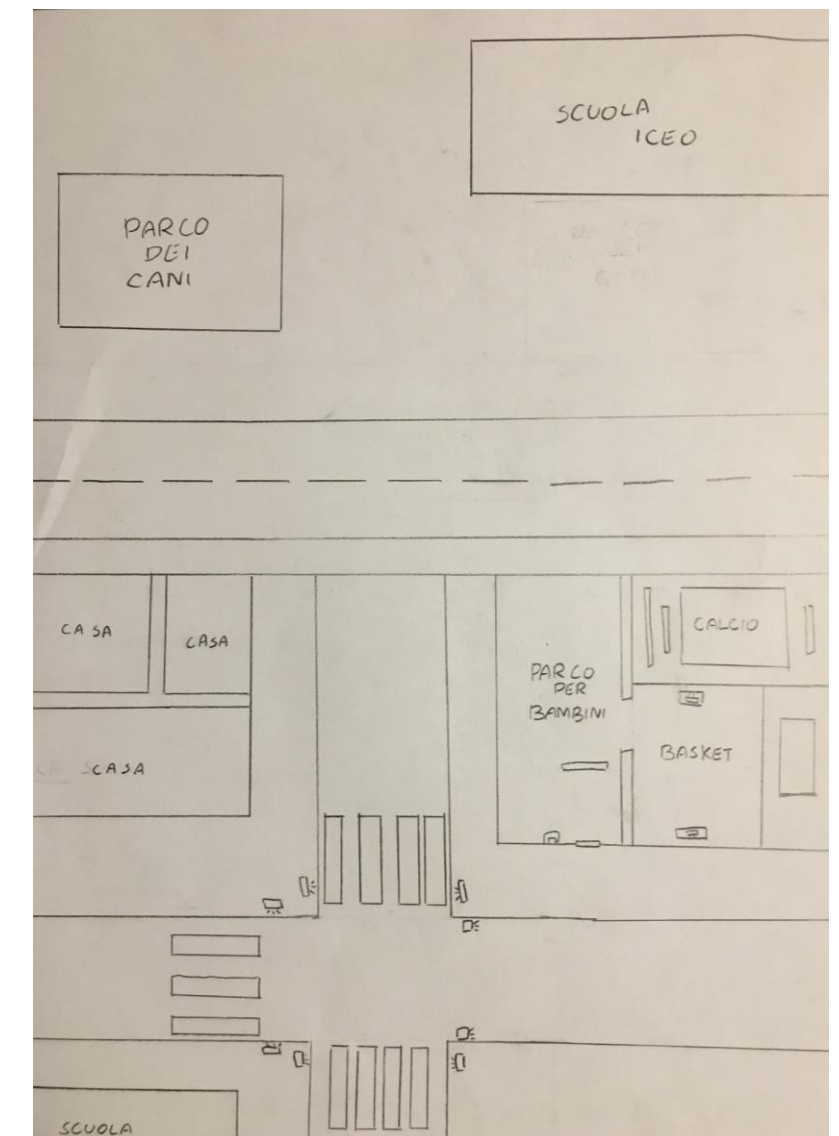 SCUOLA
ICEO
PARCO
DEI
CANI
CASA
CASA
CALCIO
PARCO
PER
BAMBINI
BASKET
CASA
SCUOLA